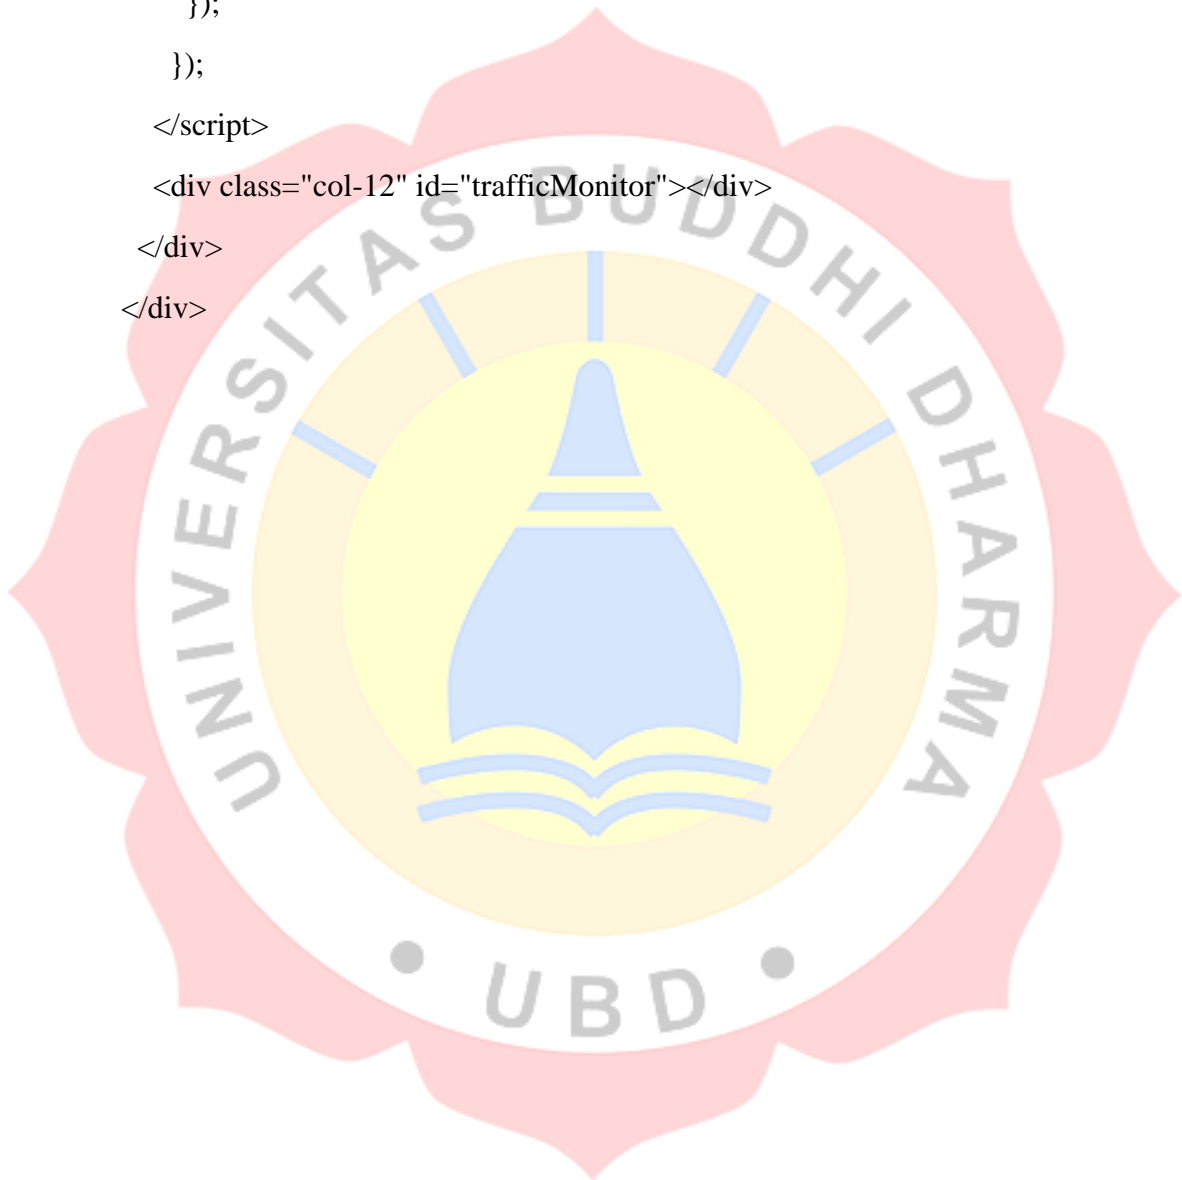 });
});
</script>
<div class="col-12" id="trafficMonitor"></div>
</div>
</div>
UNIVERSITAS BUDDHI DHARMA
• UBD •